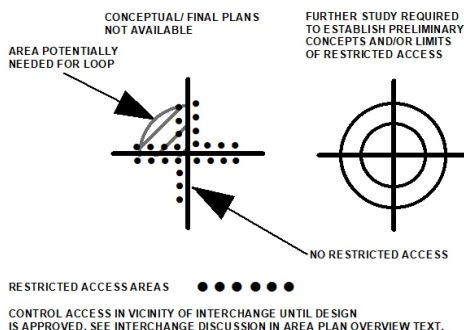 CONCEPTUAL/ FINAL PLANS
NOT AVAILABLE
AREA POTENTIALLY
NEEDED FOR LOOP
FURTHER STUDY REQUIRED
TO ESTABLISH PRELIMINARY
CONCEPTS AND/OR LIMITS
OF RESTRICTED ACCESS
NO RESTRICTED ACCESS
RESTRICTED ACCESS AREAS
CONTROL ACCESS IN VICINITY OF INTERCHANGE UNTIL DESIGN
IS APPROVED. SEE INTERCHANGE DISCUSSION IN AREA PLAN OVERVIEW TEXT.